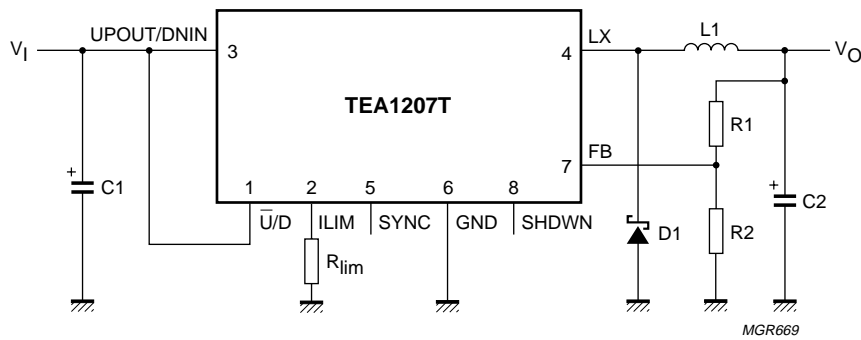 UPOUT/DNIN
LX
L1
V_I
3
4
V_O
TEA1207T
R1
FB
7
C1
1
2
5
6
8
C2
U̅/D
ILIM
SYNC
GND
SHDWN
D1
R2
R_lim
MGR669